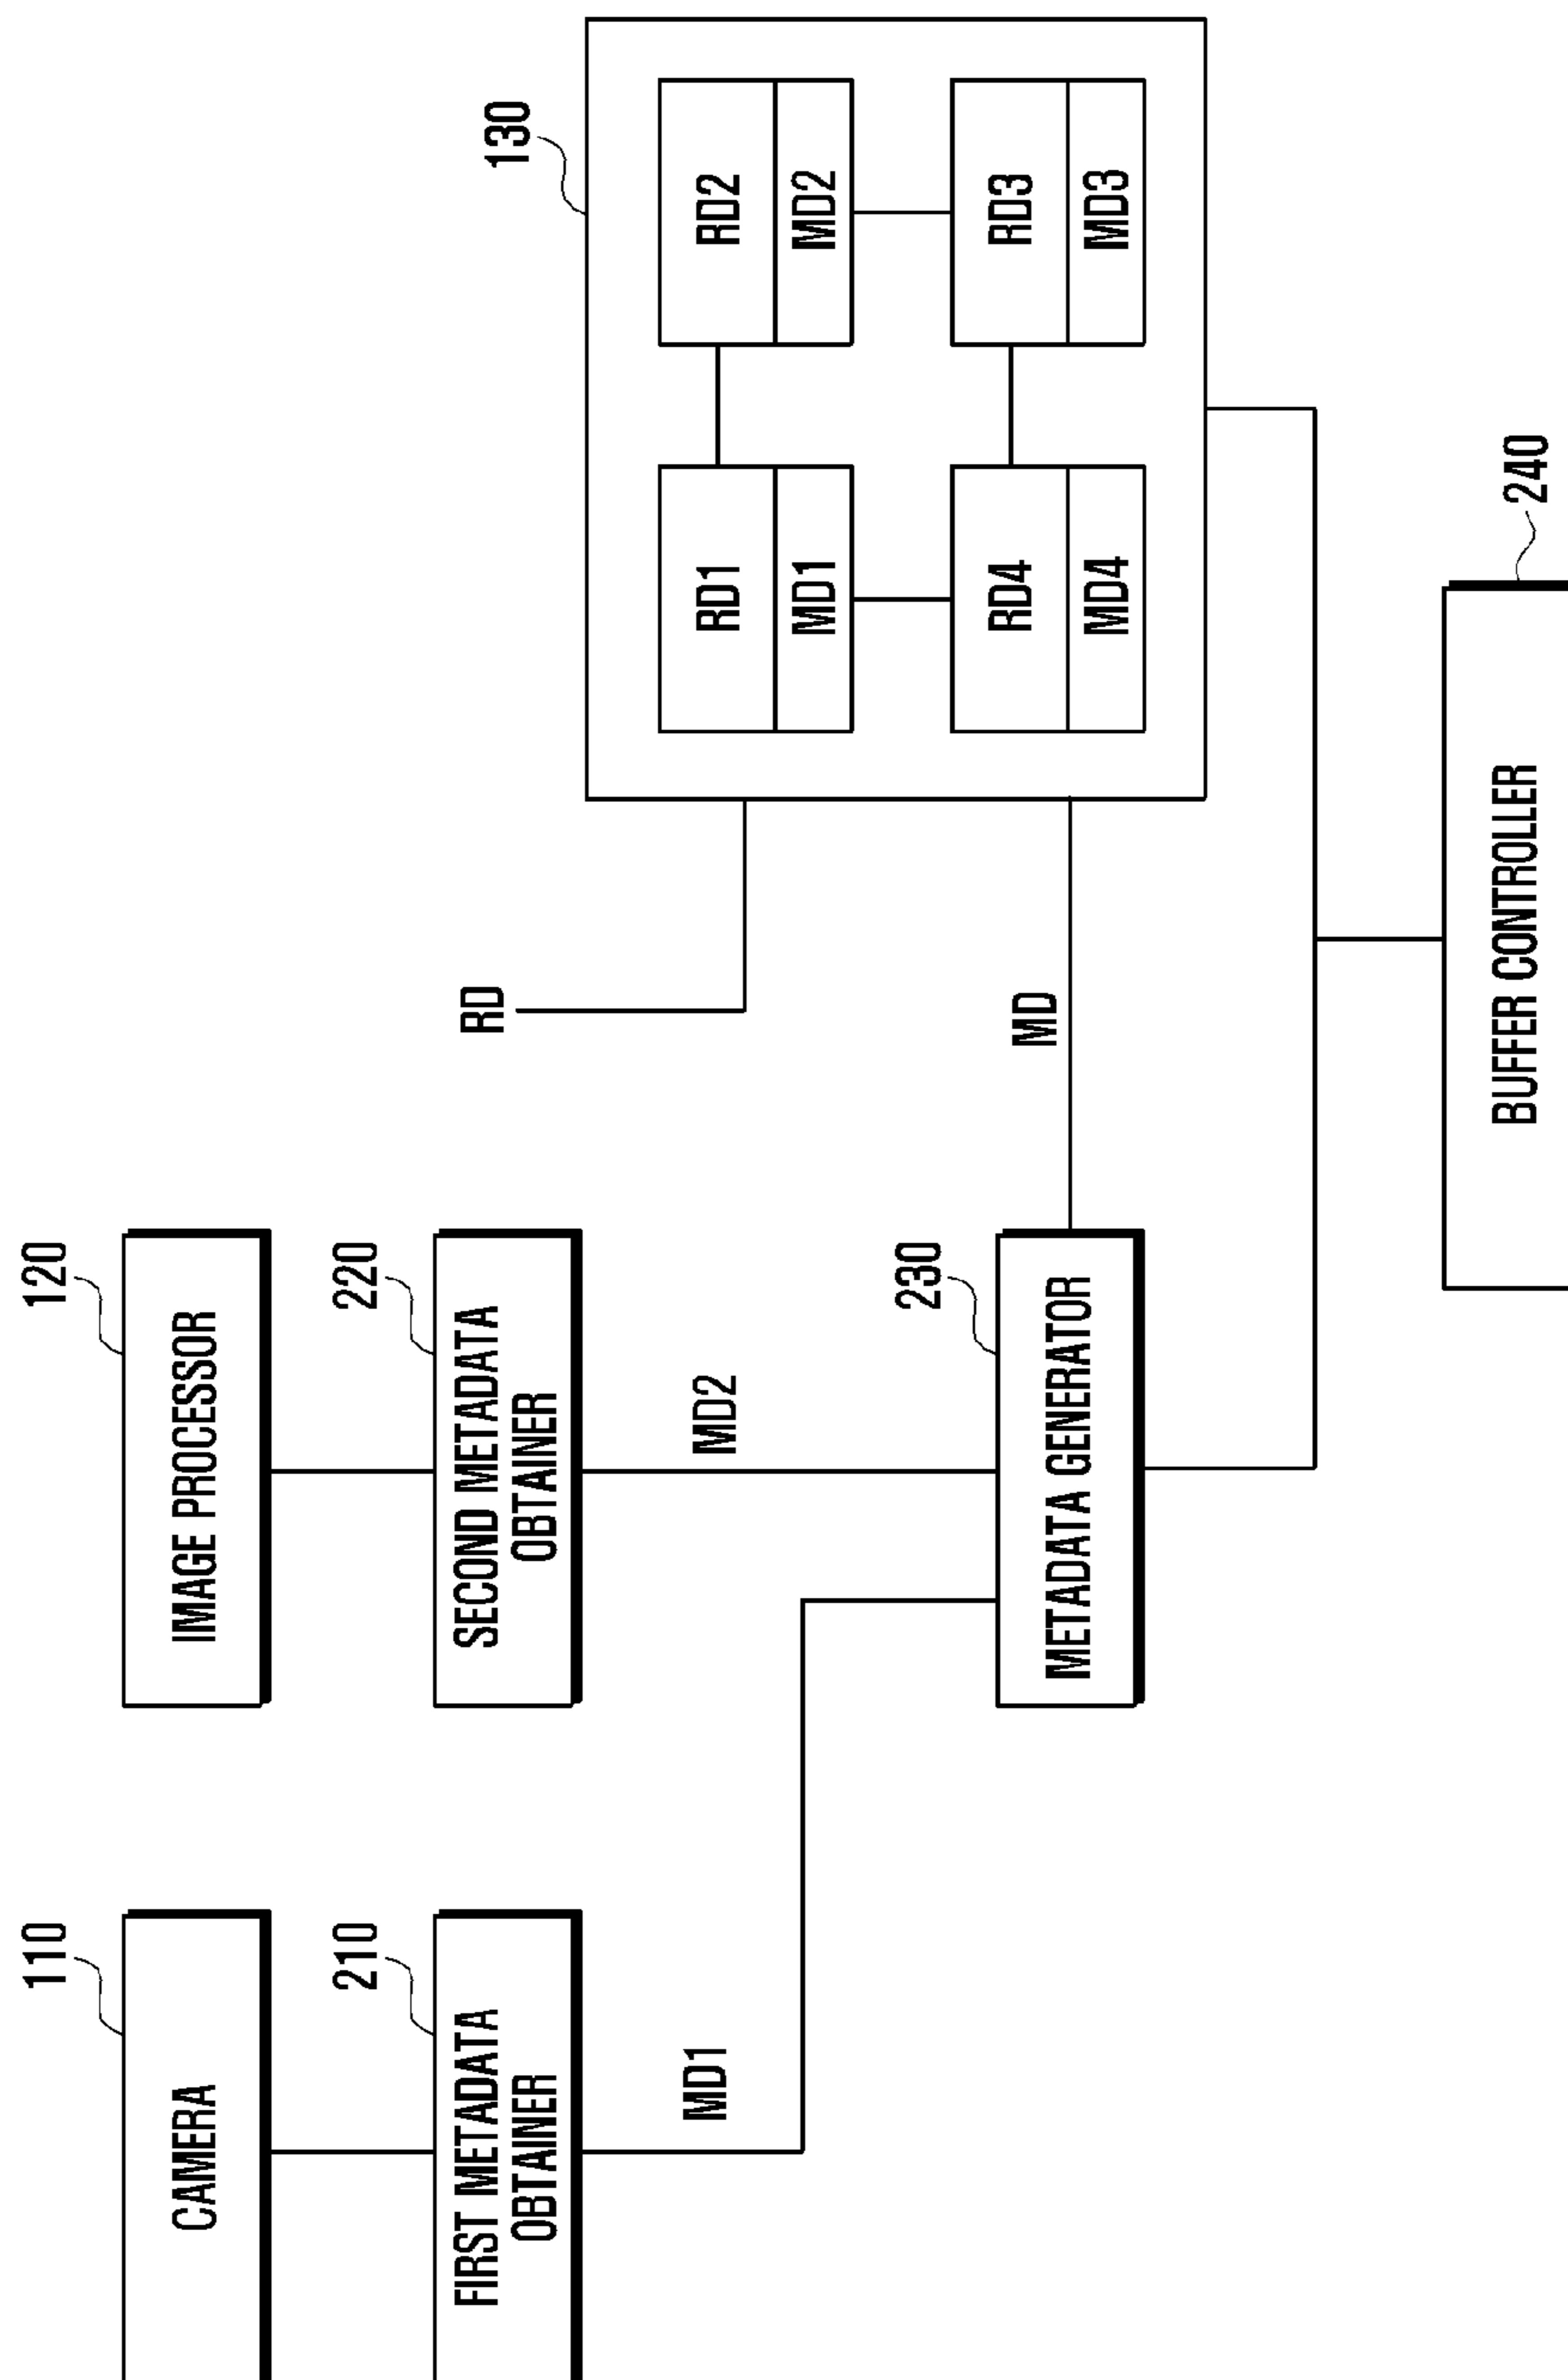 110
CAMERA
120
IMAGE PROCESSOR
210
FIRST METADATA
OBTAINER
220
SECOND METADATA
OBTAINER
RD
130
RD1
MD1
RD2
MD2
RD4
MD4
RD3
MD3
MD1
MD2
230
METADATA GENERATOR
MD
240
BUFFER CONTROLLER